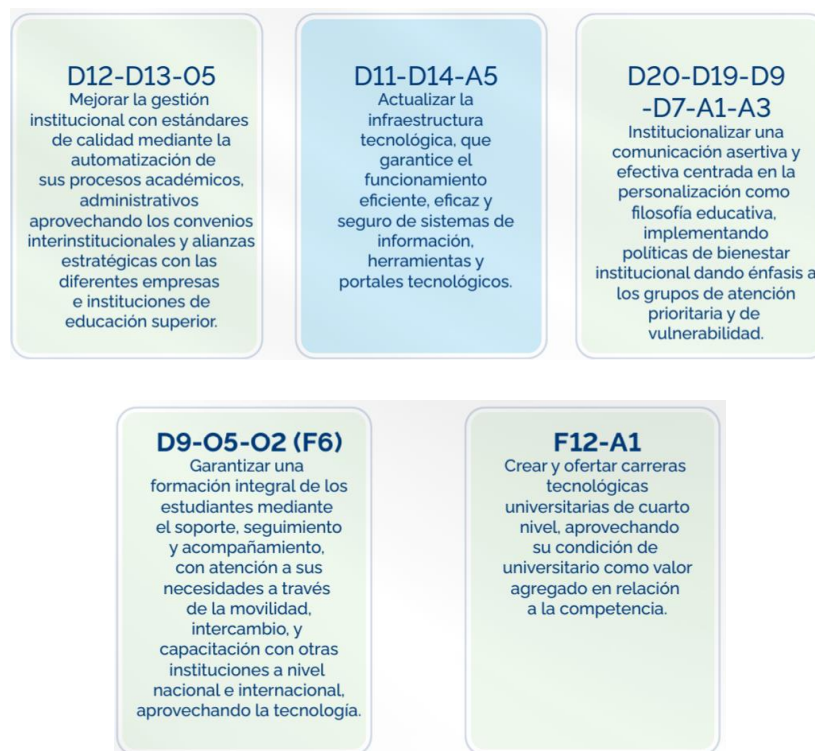 D12-D13-O5
Mejorar la gestión
institucional con estándares
de calidad mediante la
automatización de
sus procesos académicos,
administrativos
aprovechando los convenios
interinstitucionales y alianzas
estratégicas con las
diferentes empresas
e instituciones de
educación superior.
D11-D14-A5
Actualizar la
infraestructura
tecnológica, que
garantice el
funcionamiento
eficiente, eficaz y
seguro de sistemas de
información,
herramientas y
portales tecnológicos.
D20-D19-D9
-D7-A1-A3
Institucionalizar una
comunicación asertiva y
efectiva centrada en la
personalización como
filosofía educativa,
implementando
políticas de bienestar
institucional dando énfasis a
los grupos de atención
prioritaria y de
vulnerabilidad.
D9-O5-O2 (F6)
Garantizar una
formación integral de los
estudiantes mediante
el soporte, seguimiento
y acompañamiento,
con atención a sus
necesidades a través
de la movilidad,
intercambio, y
capacitación con otras
instituciones a nivel
nacional e internacional,
aprovechando la tecnología.
F12-A1
Crear y ofertar carreras
tecnológicas
universitarias de cuarto
nivel, aprovechando
su condición de
universitario como valor
agregado en relación
a la competencia.